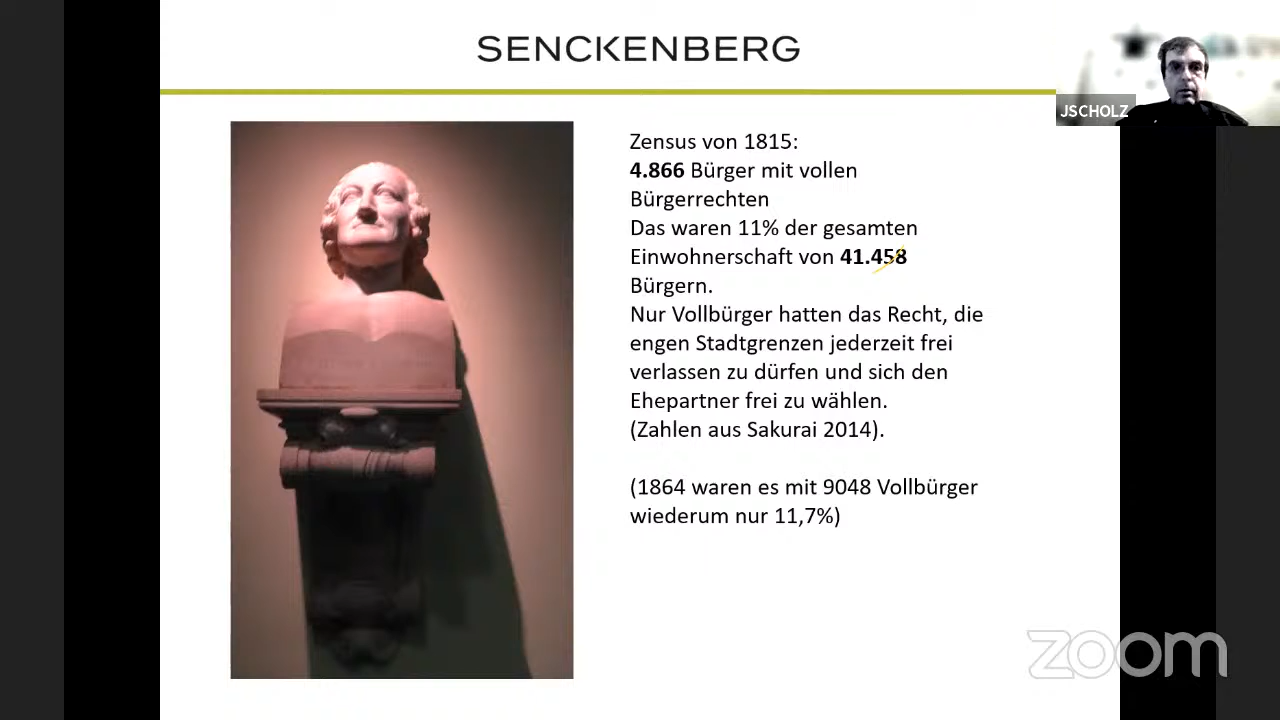 SENCKENBERG
JSCHOLZ
Zensus von 1815:
4.866 Bürger mit vollen
Bürgerrechten
Das waren 11% der gesamten
Einwohnerschaft von 41.458
Bürgern.
Nur Vollbürger hatten das Recht, die
engen Stadtgrenzen jederzeit frei
verlassen zu dürfen und sich den
Ehepartner frei zu wählen.
(Zahlen aus Sakurai 2014).
(1864 waren es mit 9048 Vollbürger
wiederum nur 11,7%)
zoom